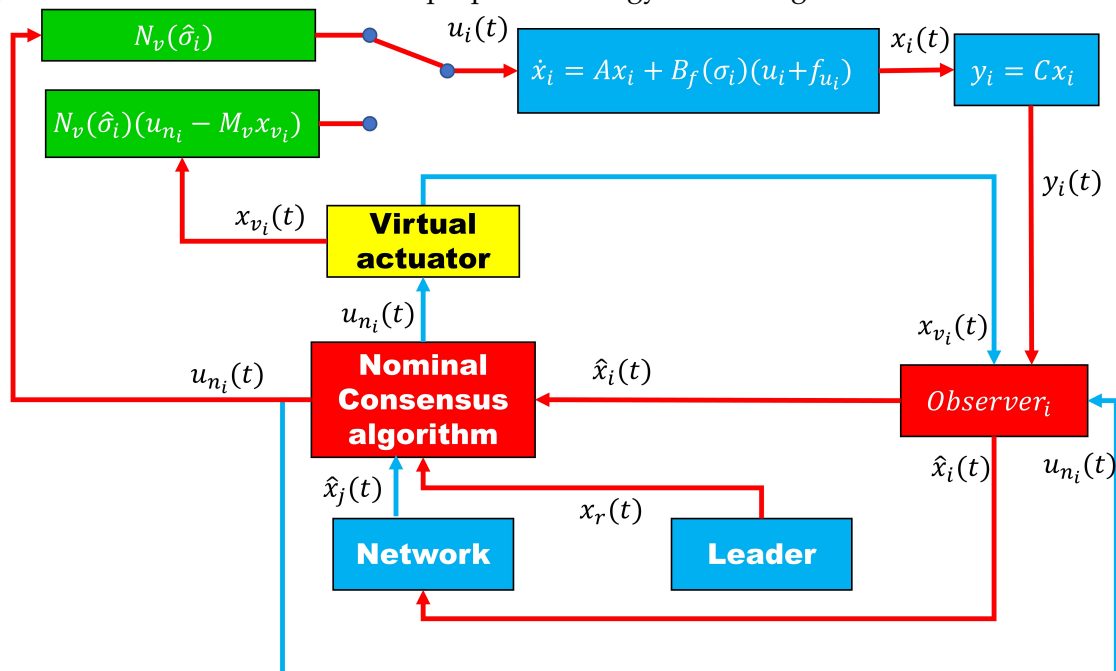 N_v(σ̂_i)
u_i(t)
ẋ_i = Ax_i + B_f(σ_i)(u_i+f_{u_i})
x_i(t)
y_i = Cx_i
N_v(σ̂_i)(u_{n_i} − M_v x_{v_i})
y_i(t)
x_{v_i}(t)
Virtual
actuator
u_{n_i}(t)
x_{v_i}(t)
u_{n_i}(t)
Nominal
Consensus
algorithm
x̂_i(t)
Observer_i
x̂_j(t)
x_r(t)
x̂_i(t)
u_{n_i}(t)
Network
Leader